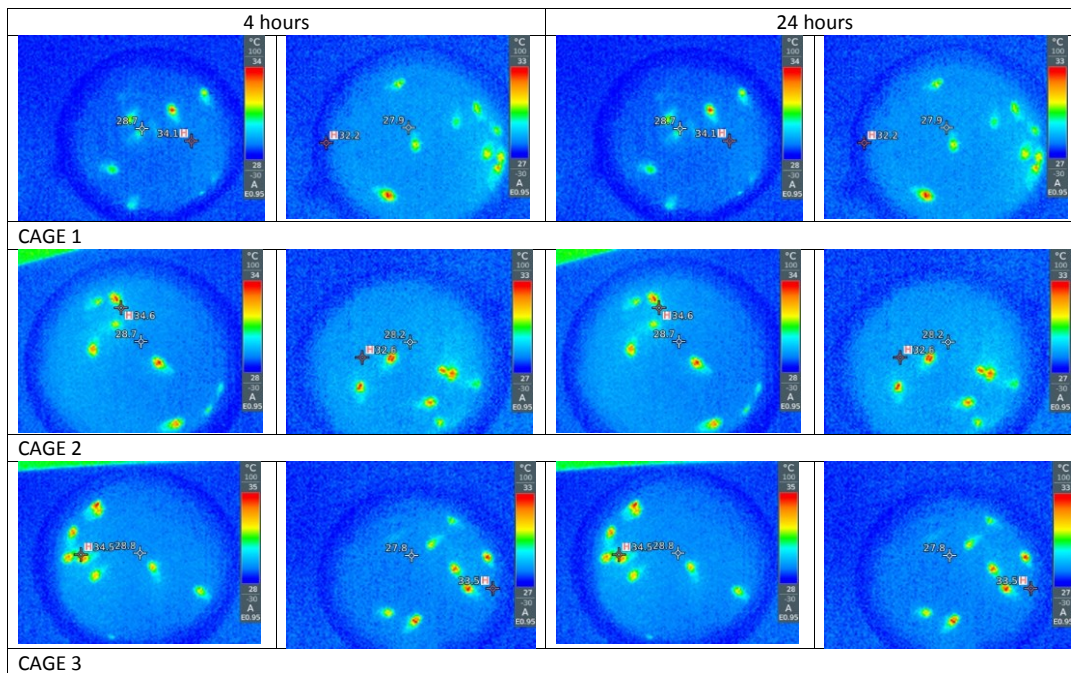 4 hours
24 hours
°C
100
34
28.7
34.1 H
28
-30
A
E0.95
°C
100
33
27.9
H 32.2
27
-30
A
E0.95
°C
100
34
28.7
34.1 H
28
-30
A
E0.95
°C
100
33
27.9
H 32.2
27
-30
A
E0.95
CAGE 1
°C
100
34
H 34.6
28.7
28
-30
A
E0.95
°C
100
33
28.2
H 32.6
27
-30
A
E0.95
°C
100
34
H 34.6
28.7
28
-30
A
E0.95
°C
100
33
28.2
H 32.6
27
-30
A
E0.95
CAGE 2
°C
100
35
H 34.5
28.8
28
-30
A
E0.95
°C
100
33
27.8
33.5 H
27
-30
A
E0.95
°C
100
35
H 34.5
28.8
28
-30
A
E0.95
°C
100
33
27.8
33.5 H
27
-30
A
E0.95
CAGE 3